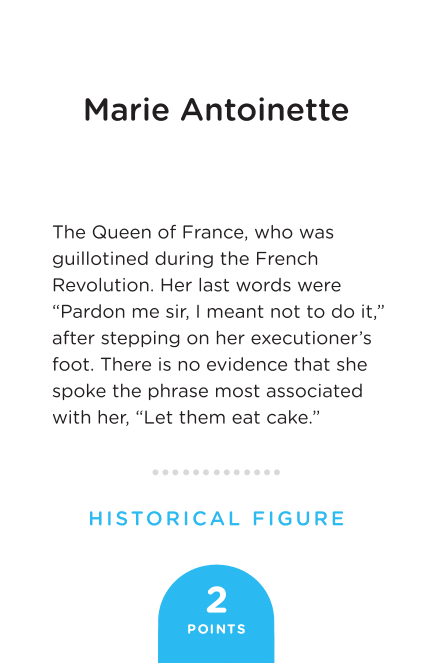 Marie Antoinette
The Queen of France, who was
guillotined during the French
Revolution. Her last words were
“Pardon me sir, I meant not to do it,”
after stepping on her executioner’s
foot. There is no evidence that she
spoke the phrase most associated
with her, “Let them eat cake.”
HISTORICAL FIGURE
2
POINTS